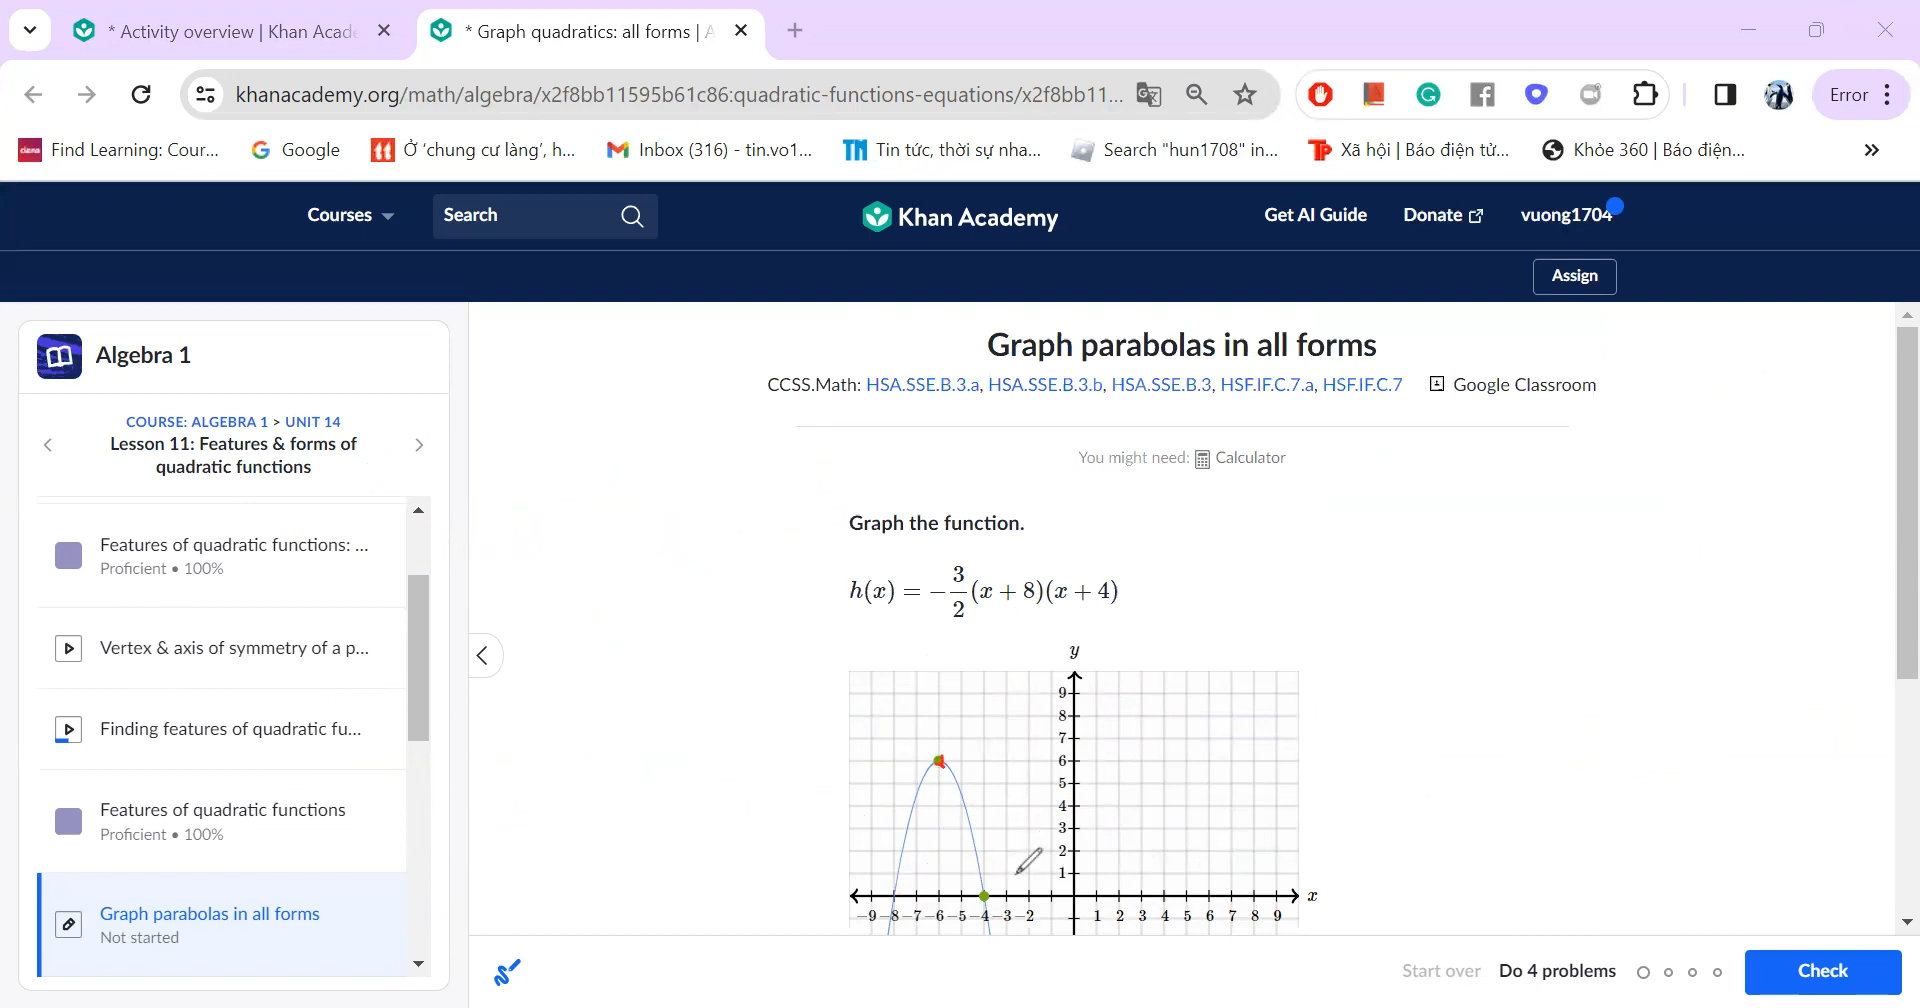 * Activity overview | Khan Acade
* Graph quadratics: all forms | A
khanacademy.org/math/algebra/x2f8bb11595b61c86:quadratic-functions-equations/x2f8bb11...
Error
Find Learning: Cour...
Google
Ở 'chung cư làng', h...
Inbox (316) - tin.vo1...
Tin tức, thời sự nha...
Search "hun1708" in...
Xã hội | Báo điện tử...
Khỏe 360 | Báo điện...
Courses
Search
Khan Academy
Get AI Guide
Donate
vuong1704
Assign
Algebra 1
COURSE: ALGEBRA 1 > UNIT 14
Lesson 11: Features & forms of
quadratic functions
Features of quadratic functions: ...
Proficient • 100%
Vertex & axis of symmetry of a p...
Finding features of quadratic fu...
Features of quadratic functions
Proficient • 100%
Graph parabolas in all forms
Not started
Graph parabolas in all forms
CCSS.Math: HSA.SSE.B.3.a, HSA.SSE.B.3.b, HSA.SSE.B.3, HSF.IF.C.7.a, HSF.IF.C.7
Google Classroom
You might need: Calculator
Graph the function.
h(x) = −3/2(x + 8)(x + 4)
y
9
8
7
6
5
4
3
2
1
x
−9 −8 −7 −6 −5 −4 −3 −2 1 2 3 4 5 6 7 8 9
Start over
Do 4 problems
Check